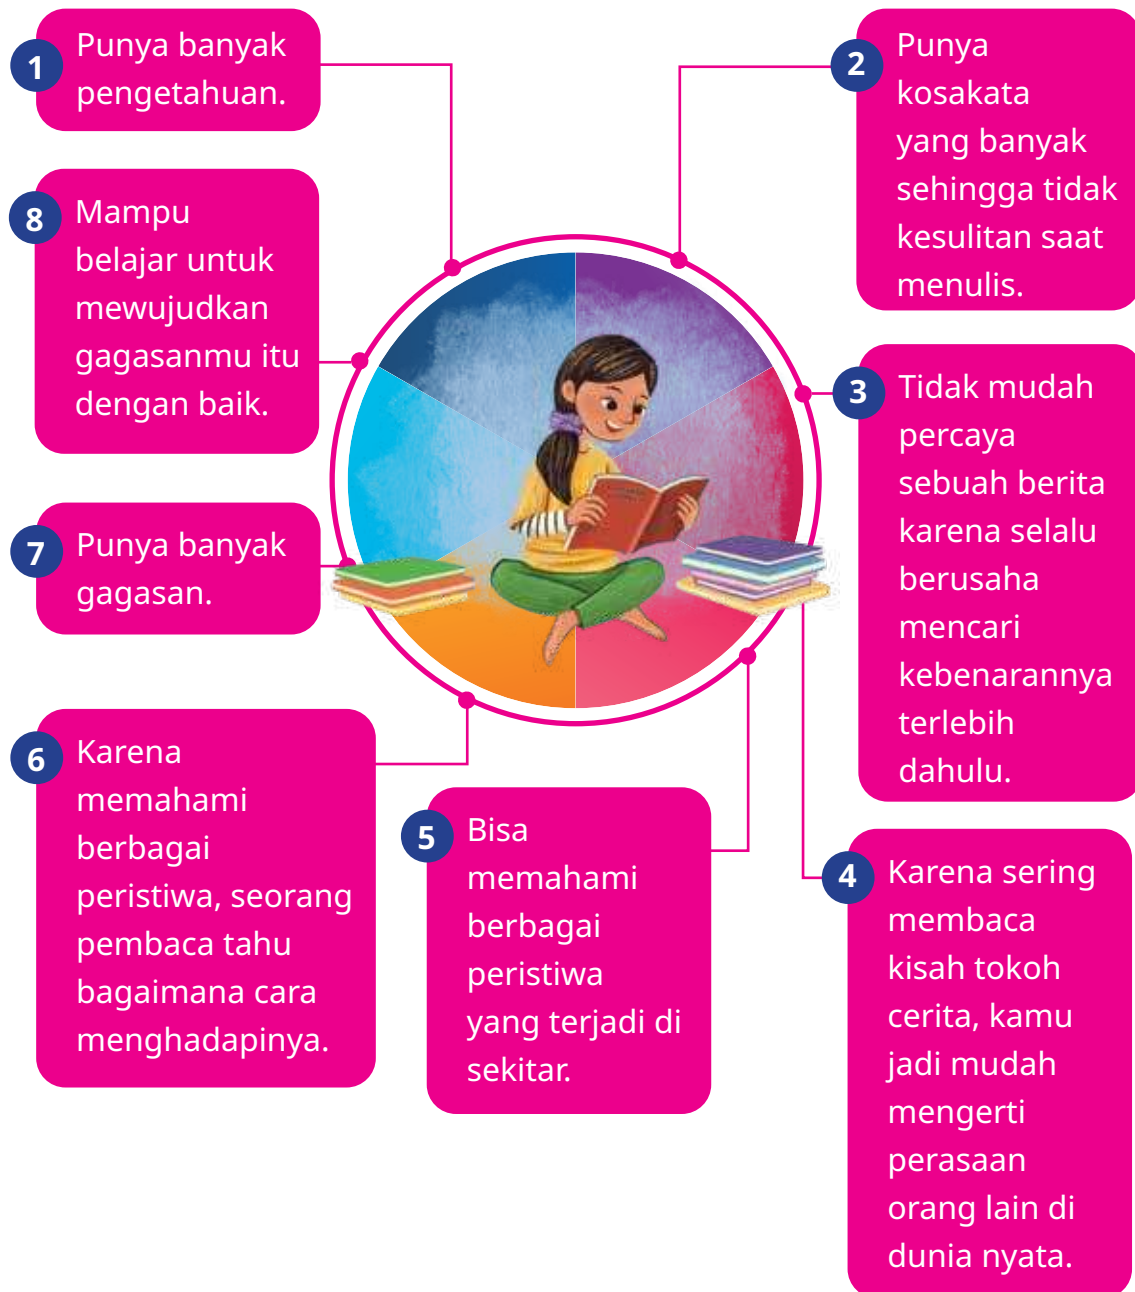 1
Punya banyak
pengetahuan.
2
Punya
kosakata
yang banyak
sehingga tidak
kesulitan saat
menulis.
3
Tidak mudah
percaya
sebuah berita
karena selalu
berusaha
mencari
kebenarannya
terlebih
dahulu.
4
Karena sering
membaca
kisah tokoh
cerita, kamu
jadi mudah
mengerti
perasaan
orang lain di
dunia nyata.
5
Bisa
memahami
berbagai
peristiwa
yang terjadi di
sekitar.
6
Karena
memahami
berbagai
peristiwa, seorang
pembaca tahu
bagaimana cara
menghadapinya.
7
Punya banyak
gagasan.
8
Mampu
belajar untuk
mewujudkan
gagasanmu itu
dengan baik.